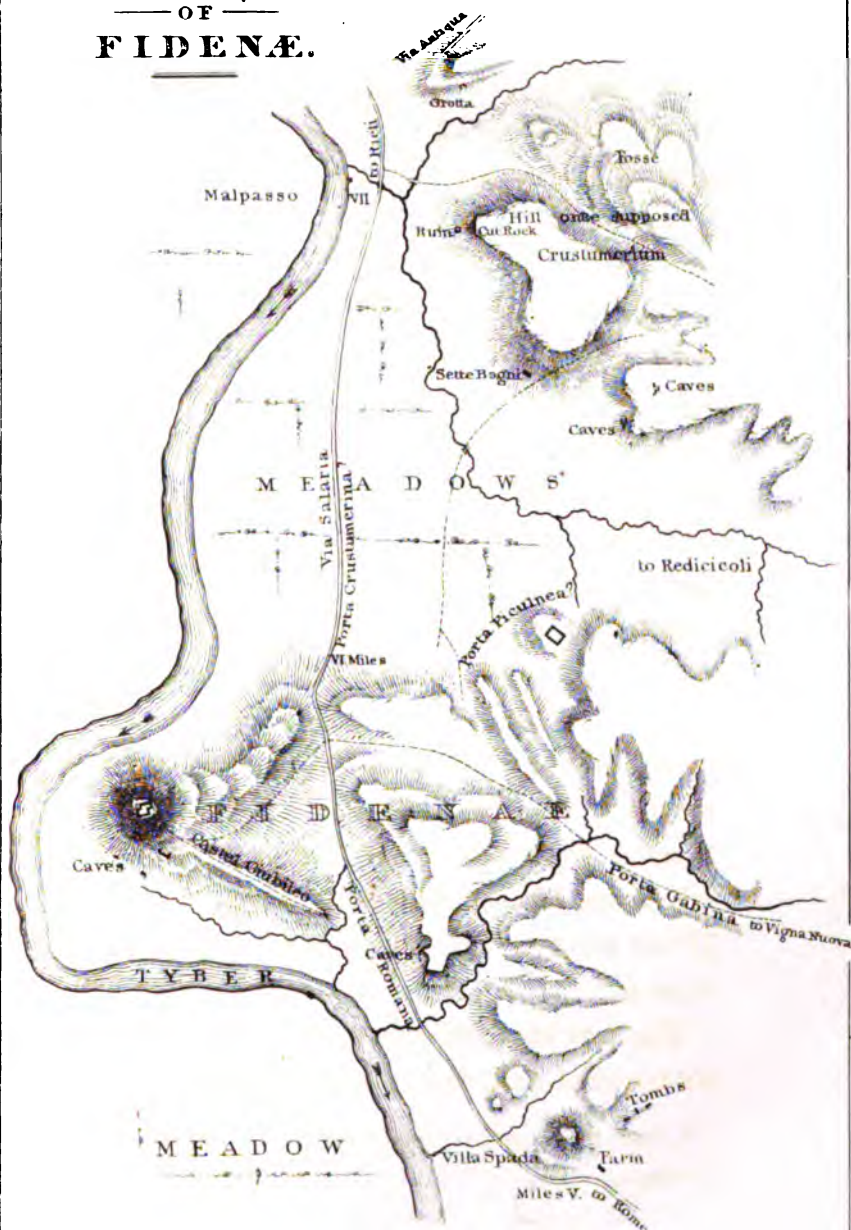 OF
FIDENÆ.
Via Antiqua
Grotta
to Rieti
Fosse
Malpasso
VII
Hill once supposed
Ruin
Cut Rock
Crustumerium
Sette Bagni
Caves
Caves
MEADOWS
Via Salaria
Porta Crustumerina?
to Redicicoli
Porta Ficulnea?
VI Miles
FIDENAE
Castel Giubileo
Caves
Porta Gabina
to Vigna Nuova
Porta Romana
Caves
TYBER
Tombs
MEADOW
Villa Spada
Farm
Miles V. to Rome